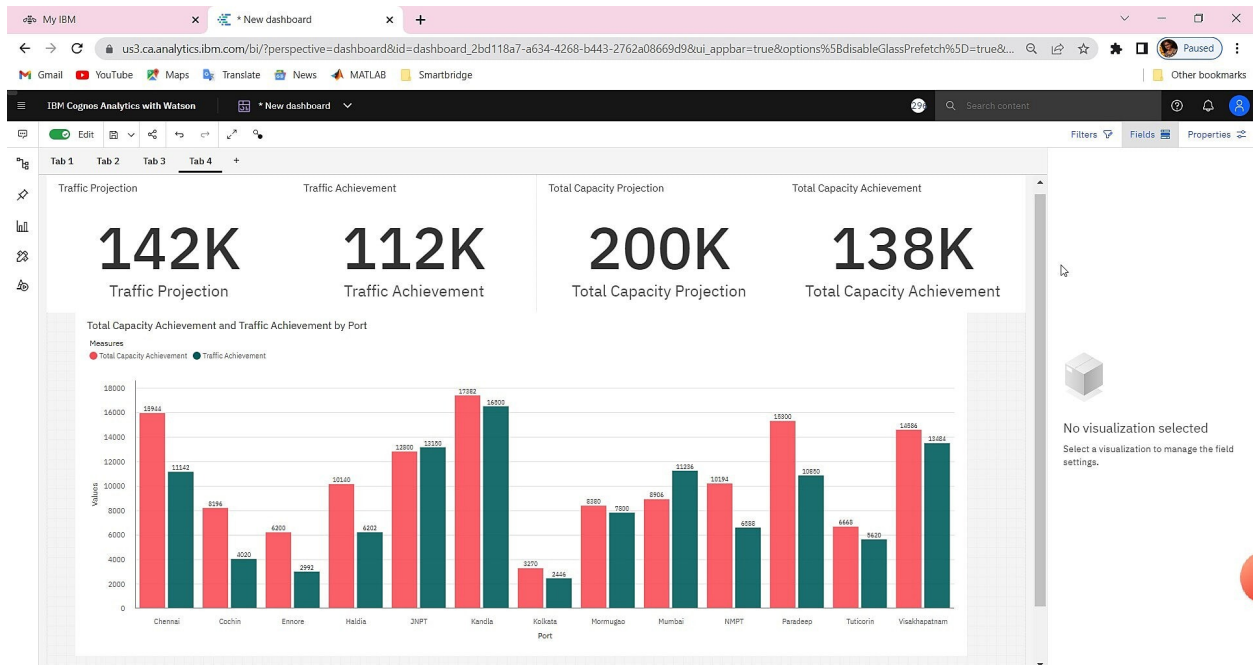 My IBM
* New dashboard
us3.ca.analytics.ibm.com/bi/?perspective=dashboard&id=dashboard_2bd118a7-a634-4268-b443-2762a08669d9&ui_appbar=true&options%5BdisableGlassPrefetch%5D=true&...
Paused
Gmail YouTube Maps Translate News MATLAB Smartbridge Other bookmarks
IBM Cognos Analytics with Watson * New dashboard Search content
Edit Filters Fields Properties
Tab 1 Tab 2 Tab 3 Tab 4 +
Traffic Projection Traffic Achievement Total Capacity Projection Total Capacity Achievement
142K 112K 200K 138K
Traffic Projection Traffic Achievement Total Capacity Projection Total Capacity Achievement
Total Capacity Achievement and Traffic Achievement by Port
Measures
Total Capacity Achievement Traffic Achievement
Values
18000
16000
14000
12000
10000
8000
6000
4000
2000
0
15944 11142
8196 4020
6200 2992
10140 6202
12800 13150
17382 16500
3270 2446
8380 7800
8906 11236
10194 6588
15300 10850
6668 5620
14586 13484
Chennai Cochin Ennore Haldia JNPT Kandla Kolkata Mormugao Mumbai NMPT Paradeep Tuticorin Visakhapatnam
Port
No visualization selected
Select a visualization to manage the field
settings.